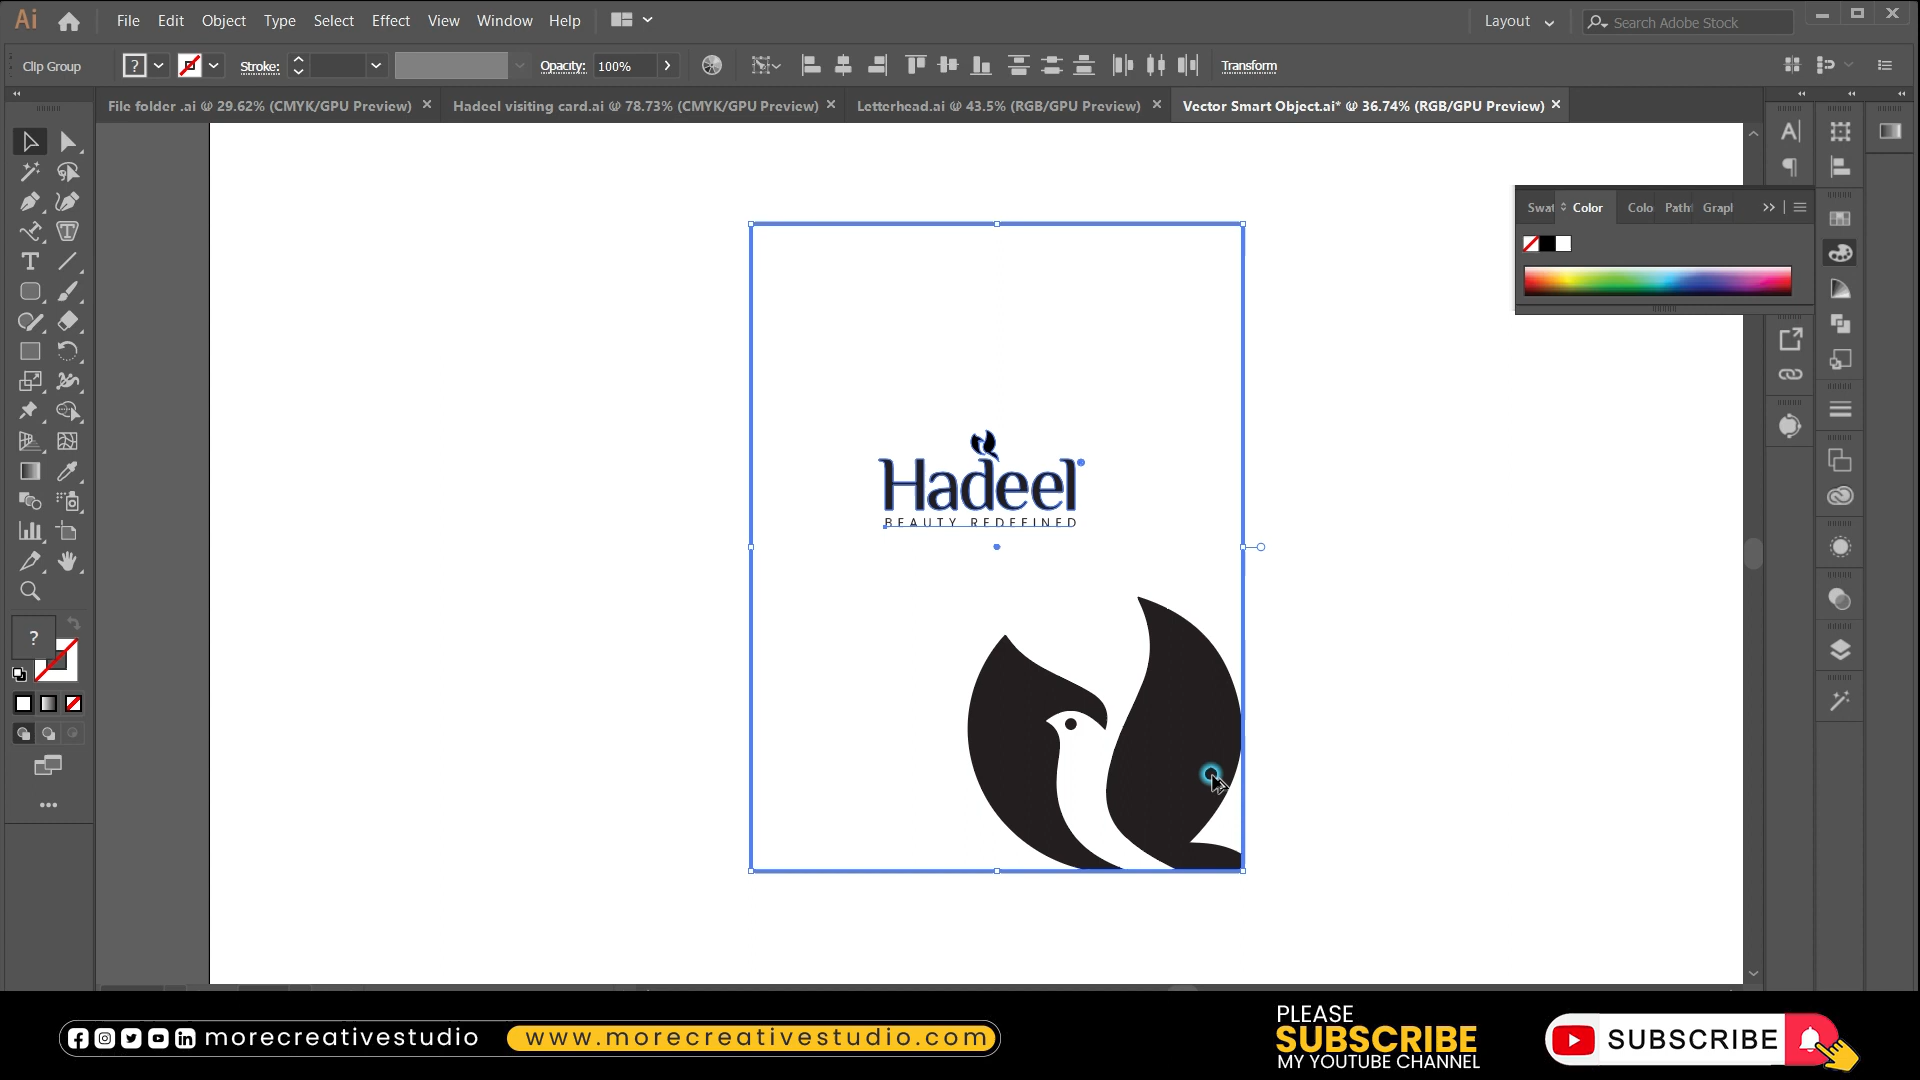 Ai File Edit Object Type Select Effect View Window Help Layout Search Adobe Stock
Clip Group ? Stroke: Opacity: 100% Transform
File folder .ai @ 29.62% (CMYK/GPU Preview) Hadeel visiting card.ai @ 78.73% (CMYK/GPU Preview) Letterhead.ai @ 43.5% (RGB/GPU Preview) Vector Smart Object.ai* @ 36.74% (RGB/GPU Preview)
Swat Color Colo Path Grapl
Hadeel
BEAUTY REDEFINED
?
morecreativestudio www.morecreativestudio.com
PLEASE
SUBSCRIBE
MY YOUTUBE CHANNEL
SUBSCRIBE